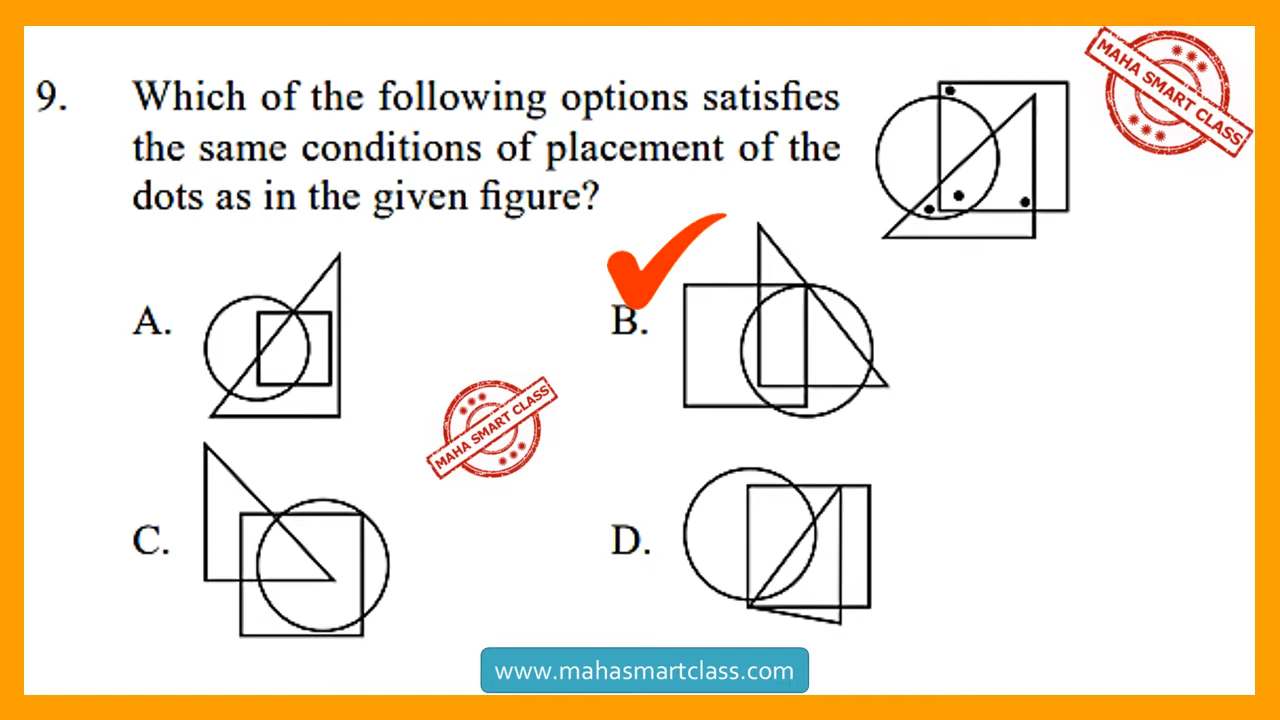 9. Which of the following options satisfies
the same conditions of placement of the
dots as in the given figure?
MAHA SMART CLASS
A.
B.
MAHA SMART CLASS
C.
D.
www.mahasmartclass.com